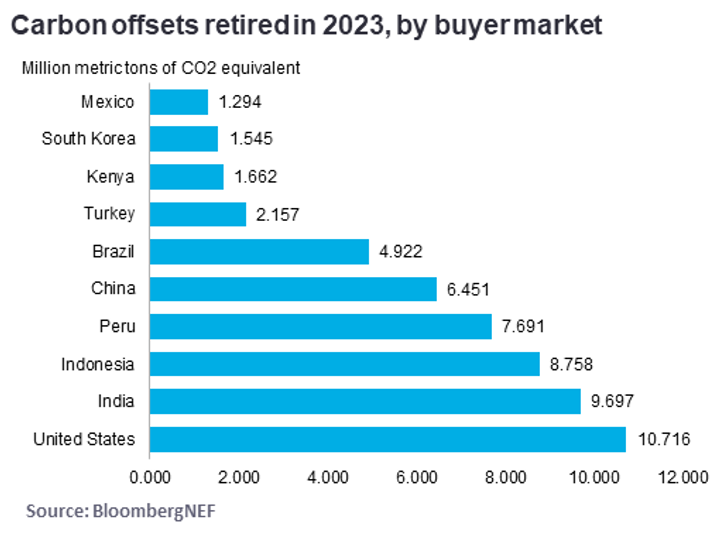 Carbon offsets retired in 2023, by buyer market
Million metric tons of CO2 equivalent
Mexico 1.294
South Korea 1.545
Kenya 1.662
Turkey 2.157
Brazil 4.922
China 6.451
Peru 7.691
Indonesia 8.758
India 9.697
United States 10.716
0.000 2.000 4.000 6.000 8.000 10.000 12.000
Source: BloombergNEF